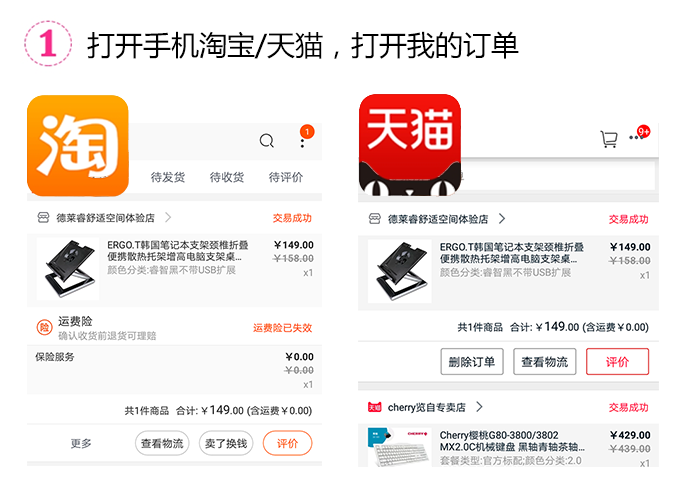 1 打开手机淘宝/天猫，打开我的订单
淘
1
待发货 待收货 待评价
德莱睿舒适空间体验店 交易成功
ERGO.T韩国笔记本支架颈椎折叠 ￥149.00
便携散热托架增高电脑支架桌... ￥158.00
颜色分类:睿智黑不带USB扩展 x1
险 运费险 运费险已失效
确认收货前退货可理赔
保险服务 ￥0.00
￥0.00
x1
共1件商品 合计: ￥149.00 (含运费￥0.00)
更多 查看物流 卖了换钱 评价
天猫
9+
德莱睿舒适空间体验店 交易成功
ERGO.T韩国笔记本支架颈椎折叠 ￥149.00
便携散热托架增高电脑支架桌... ￥158.00
颜色分类:睿智黑不带USB扩展 x1
共1件商品 合计: ￥149.00 (含运费￥0.00)
删除订单 查看物流 评价
天猫 cherry览自专卖店 交易成功
CHERRY
Cherry樱桃G80-3800/3802 ￥429.00
MX2.0C机械键盘 黑轴青轴茶轴... ￥439.00
套餐类型:官方标配;颜色分类:2.0 x1